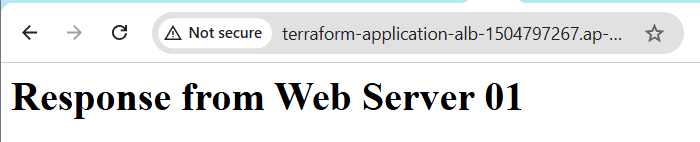 Not secure terraform-application-alb-1504797267.ap-...
Response from Web Server 01